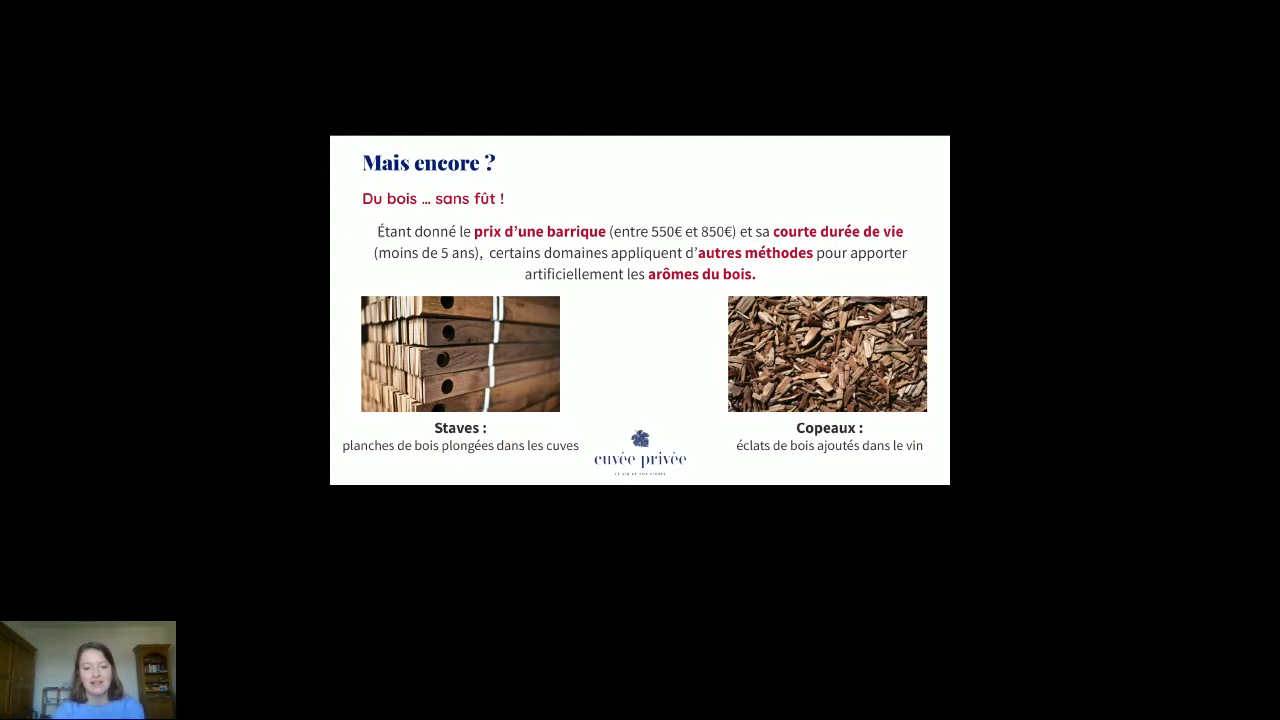 Mais encore ?
Du bois ... sans fût !
Étant donné le prix d'une barrique (entre 550€ et 850€) et sa courte durée de vie
(moins de 5 ans), certains domaines appliquent d'autres méthodes pour apporter
artificiellement les arômes du bois.
Staves :
planches de bois plongées dans les cuves
Copeaux :
éclats de bois ajoutés dans le vin
cuvée privée